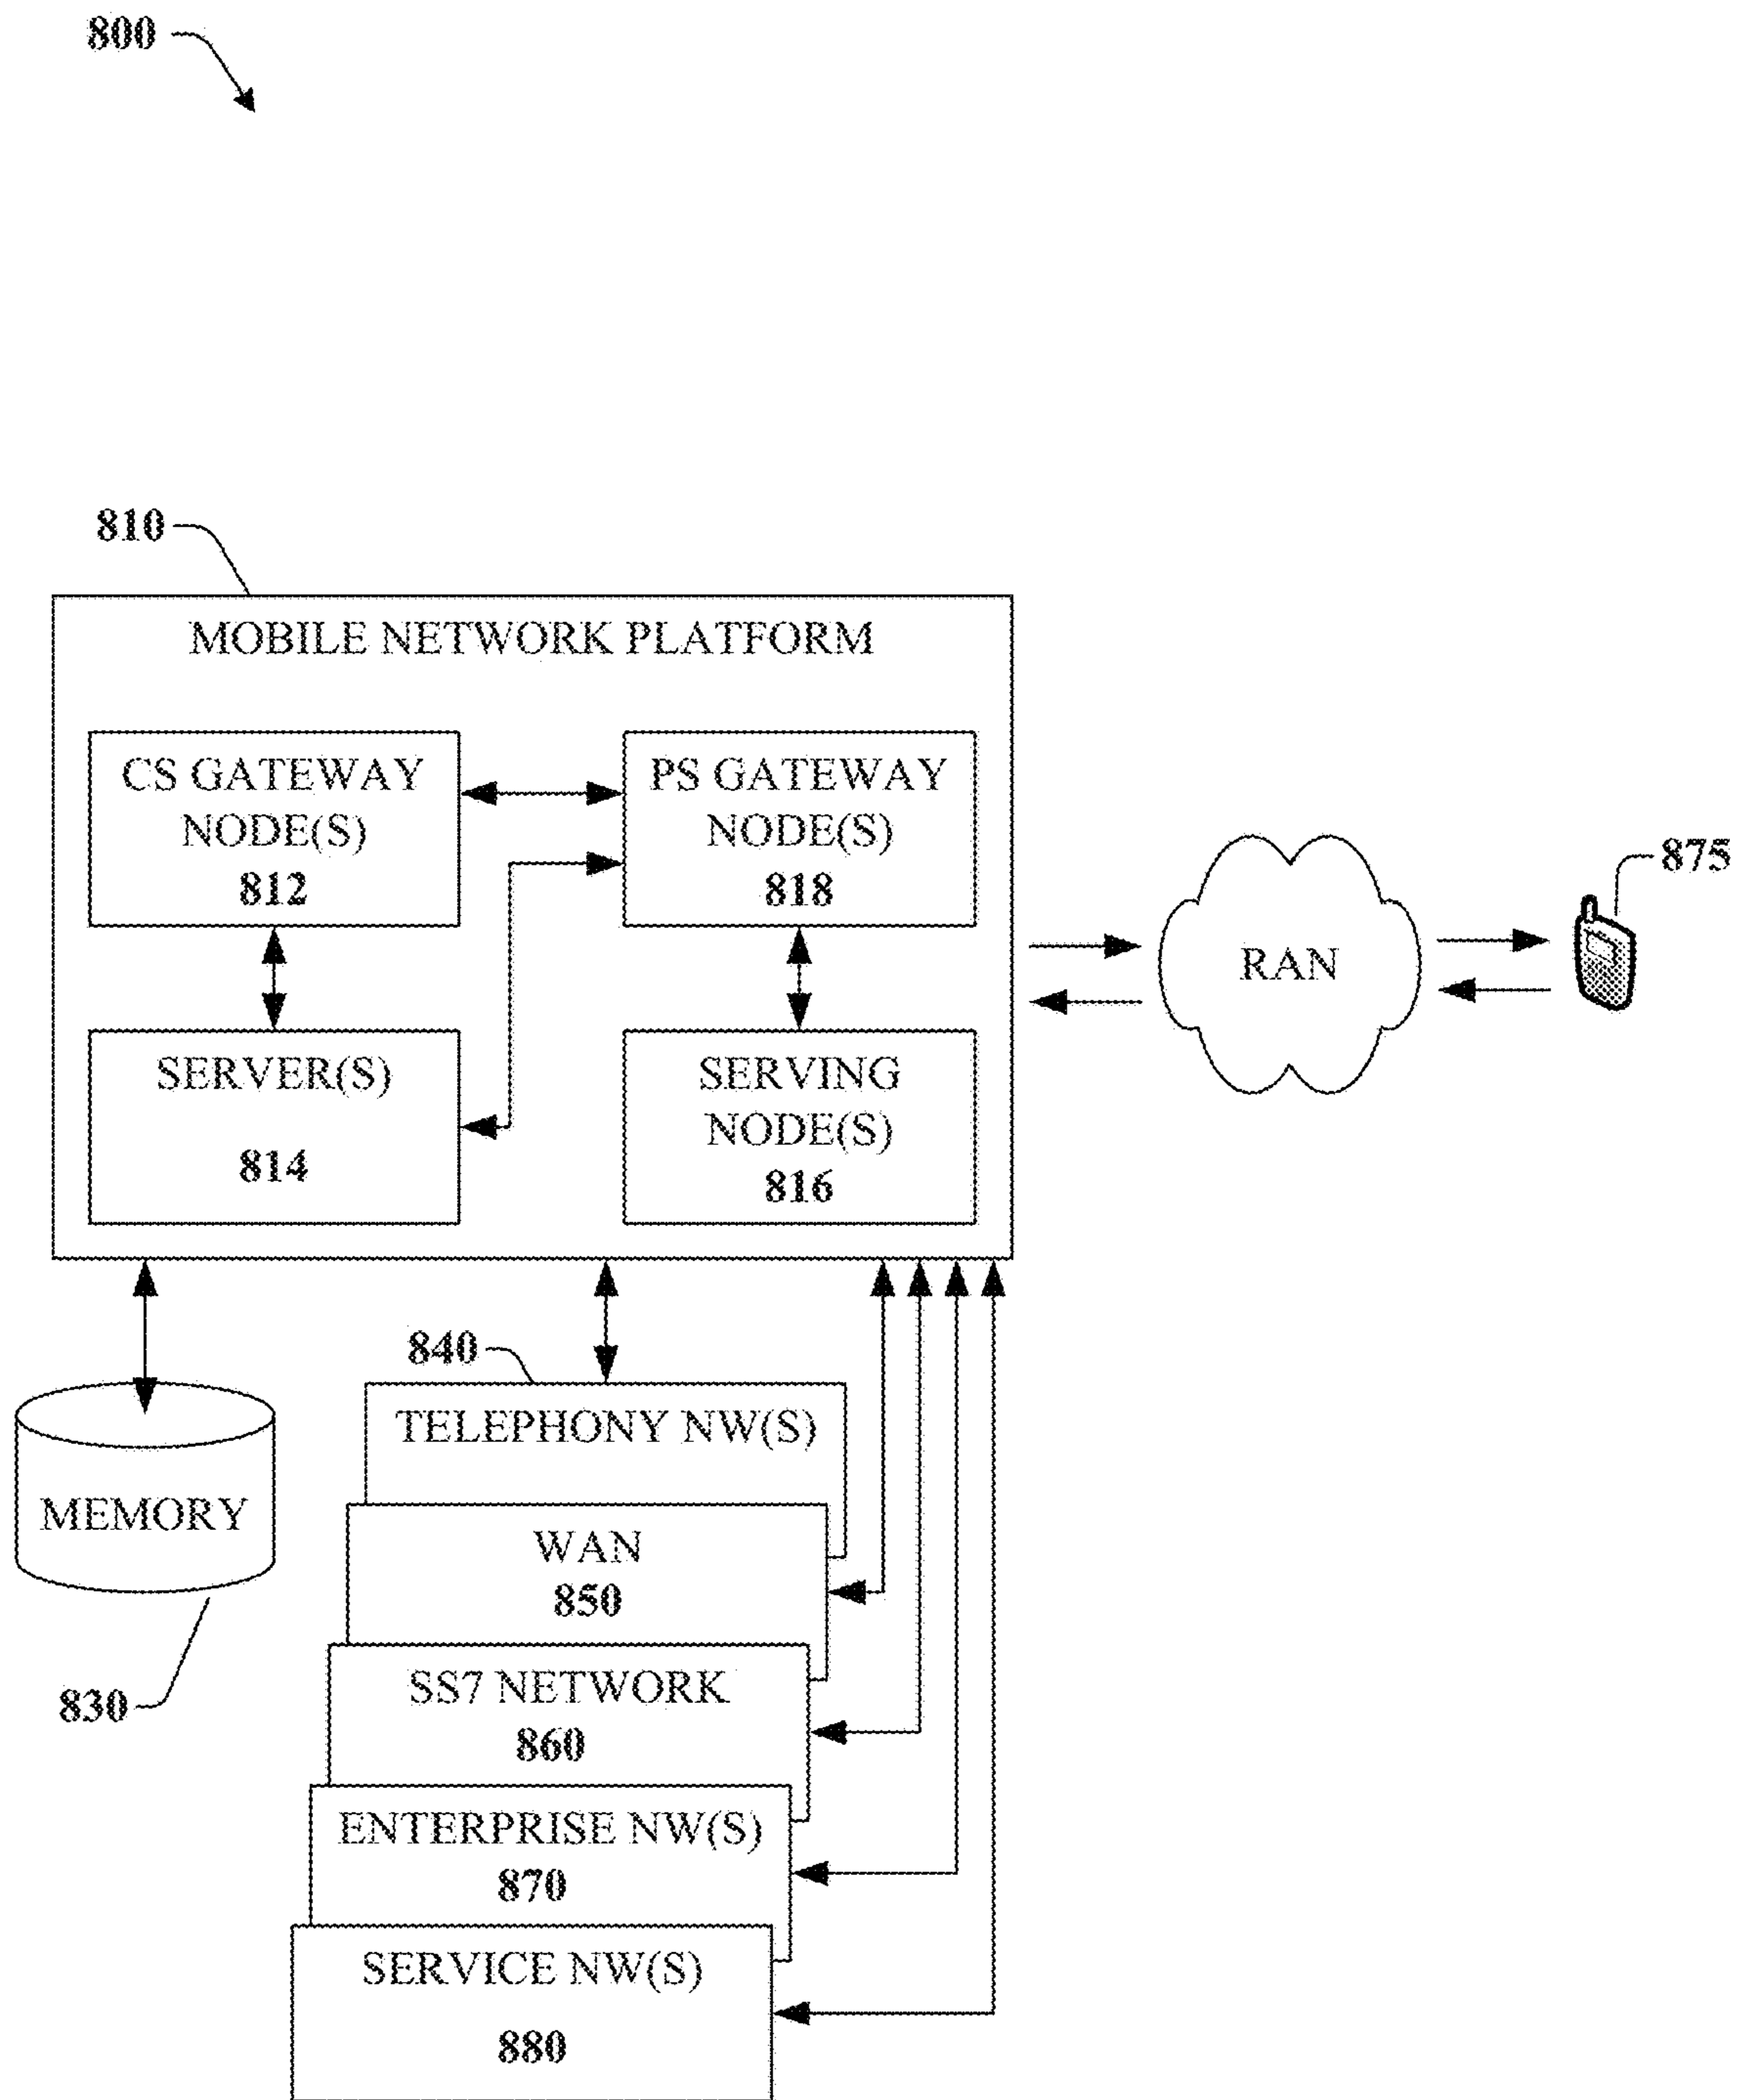 800
810
MOBILE NETWORK PLATFORM
CS GATEWAY
NODE(S)
812
PS GATEWAY
NODE(S)
818
SERVER(S)
814
SERVING
NODE(S)
816
RAN
875
840
TELEPHONY NW(S)
MEMORY
830
WAN
850
SS7 NETWORK
860
ENTERPRISE NW(S)
870
SERVICE NW(S)
880